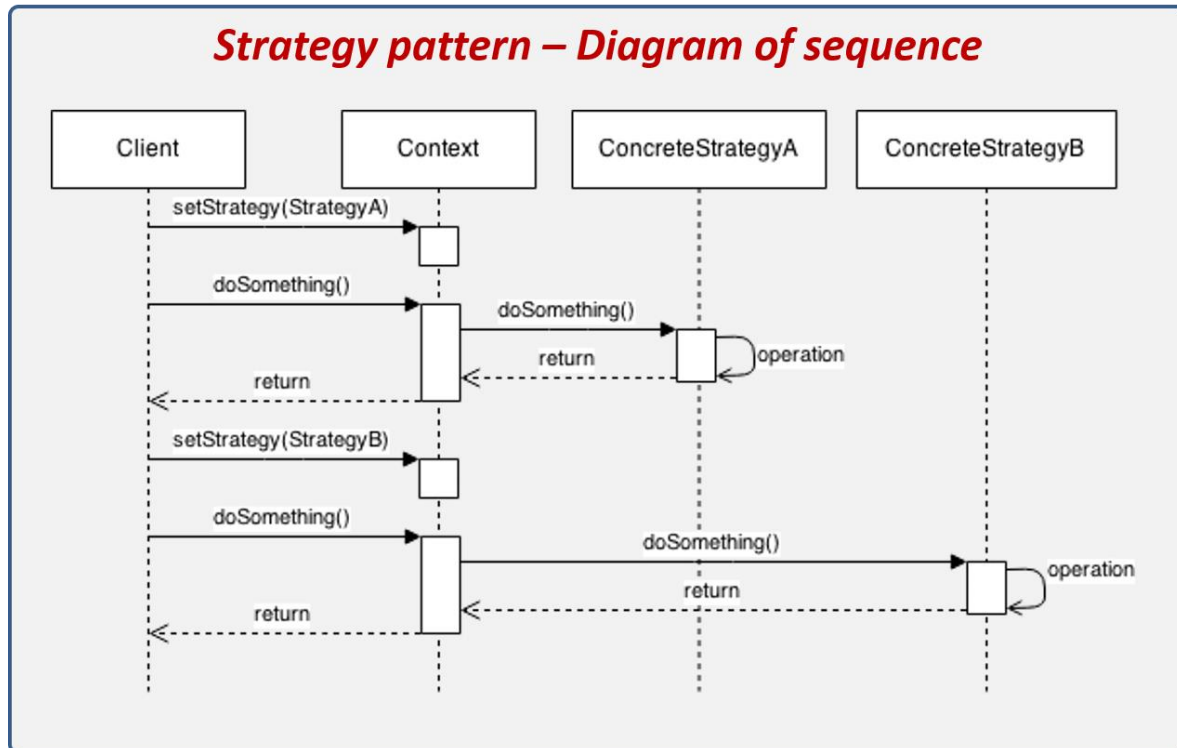 Strategy pattern – Diagram of sequence
Client
Context
ConcreteStrategyA
ConcreteStrategyB
setStrategy(StrategyA)
doSomething()
doSomething()
operation
return
return
setStrategy(StrategyB)
doSomething()
doSomething()
operation
return
return